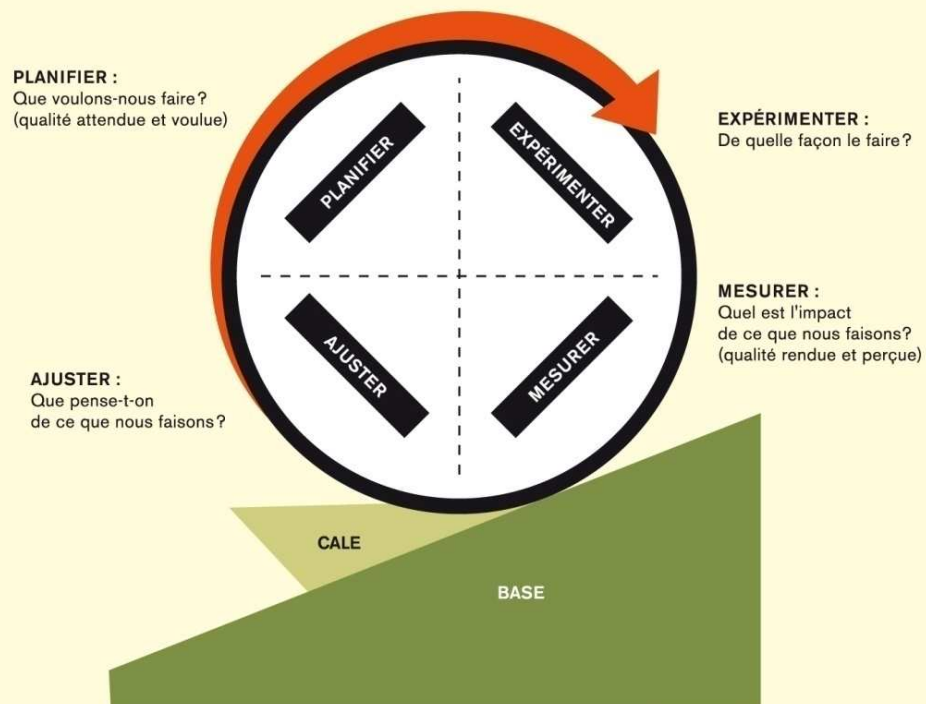 PLANIFIER :
Que voulons-nous faire ?
(qualité attendue et voulue)
EXPÉRIMENTER :
De quelle façon le faire ?
MESURER :
Quel est l'impact
de ce que nous faisons?
(qualité rendue et perçue)
AJUSTER :
Que pense-t-on
de ce que nous faisons ?
PLANIFIER
EXPÉRIMENTER
AJUSTER
MESURER
CALE
BASE